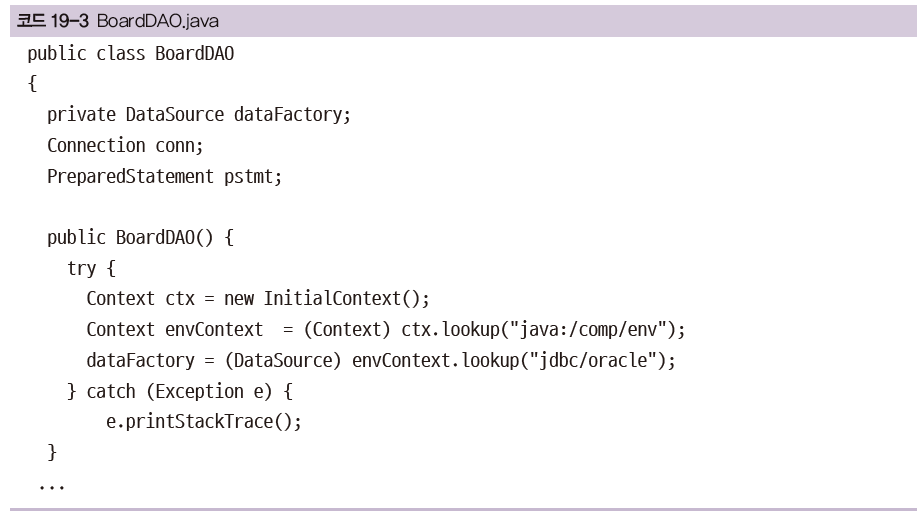 코드 19-3 BoardDAO.java
public class BoardDAO
{
  private DataSource dataFactory;
  Connection conn;
  PreparedStatement pstmt;

  public BoardDAO() {
    try {
      Context ctx = new InitialContext();
      Context envContext  = (Context) ctx.lookup("java:/comp/env");
      dataFactory = (DataSource) envContext.lookup("jdbc/oracle");
    } catch (Exception e) {
        e.printStackTrace();
  }
 ...